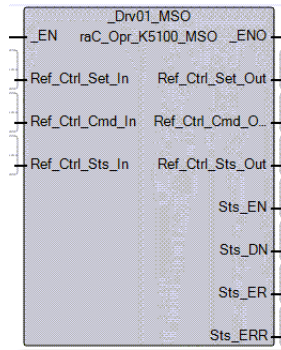 _Drv01_MSO
_EN raC_Opr_K5100_MSO _ENO
Ref_Ctrl_Set_In Ref_Ctrl_Set_Out
Ref_Ctrl_Cmd_In Ref_Ctrl_Cmd_O...
Ref_Ctrl_Sts_In Ref_Ctrl_Sts_Out
Sts_EN
Sts_DN
Sts_ER
Sts_ERR